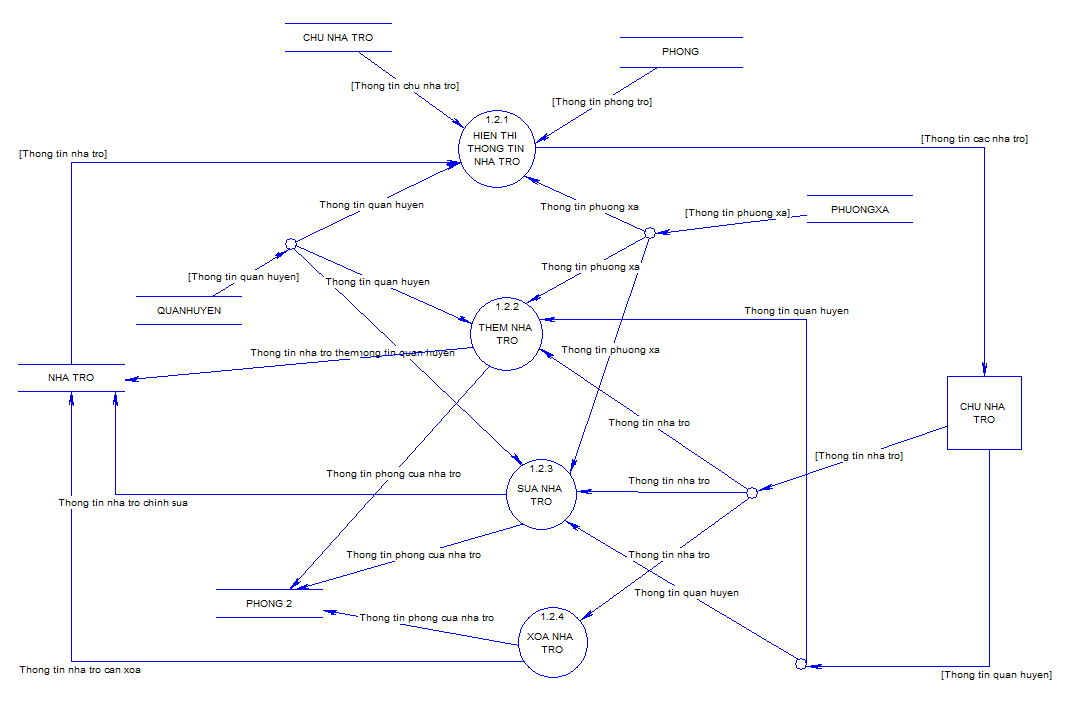 CHU NHA TRO
PHONG
[Thong tin chu nha tro]
[Thong tin phong tro]
1.2.1
HIEN THI
THONG TIN
NHA TRO
[Thong tin cac nha tro]
[Thong tin nha tro]
Thong tin quan huyen
Thong tin phuong xa
[Thong tin phuong xa]
PHUONGXA
[Thong tin quan huyen]
Thong tin quan huyen
Thong tin phuong xa
QUANHUYEN
1.2.2
THEM NHA
TRO
Thong tin quan huyen
Thong tin nha tro them
ong tin quan huyen
Thong tin phuong xa
NHA TRO
CHU NHA
TRO
Thong tin nha tro
[Thong tin nha tro]
Thong tin phong cua nha tro
1.2.3
SUA NHA
TRO
Thong tin nha tro
Thong tin nha tro chinh sua
Thong tin phong cua nha tro
Thong tin nha tro
Thong tin quan huyen
PHONG 2
Thong tin phong cua nha tro
1.2.4
XOA NHA
TRO
Thong tin nha tro can xoa
[Thong tin quan huyen]